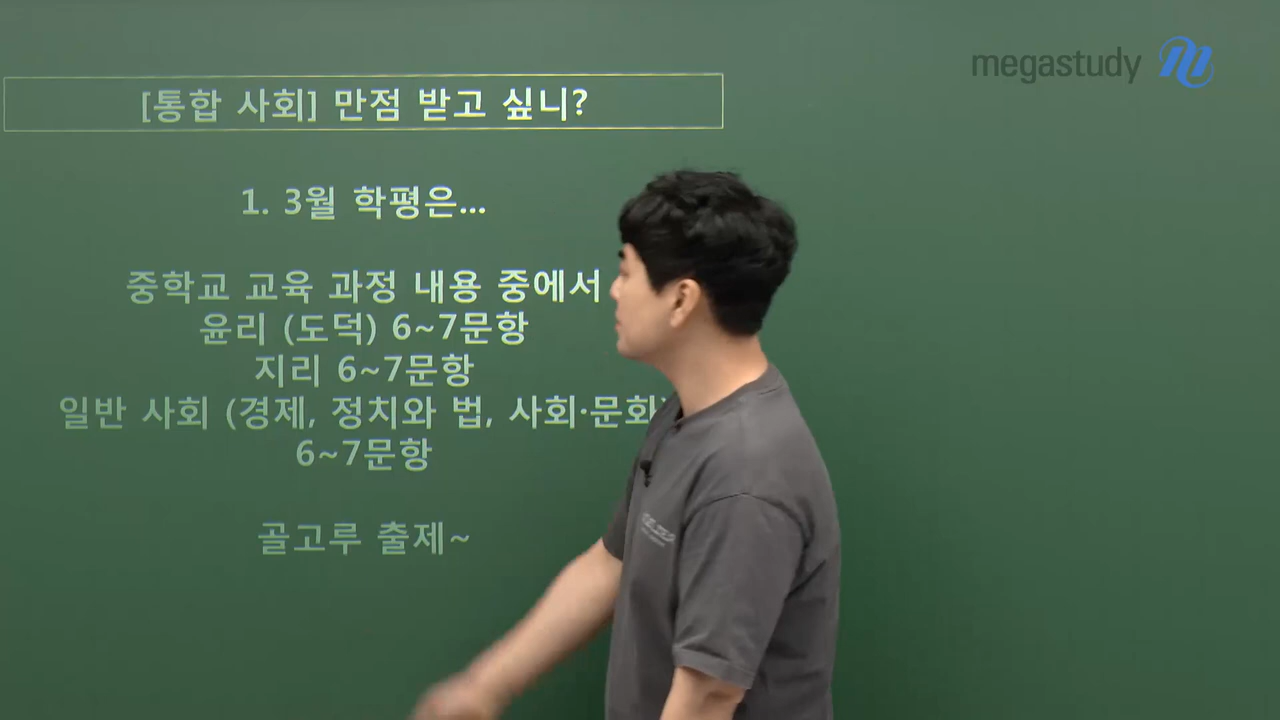 megastudy
[통합 사회] 만점 받고 싶니?
1. 3월 학평은...
중학교 교육 과정 내용 중에서
윤리 (도덕) 6~7문항
지리 6~7문항
일반 사회 (경제, 정치와 법, 사회·문화)
6~7문항
골고루 출제~